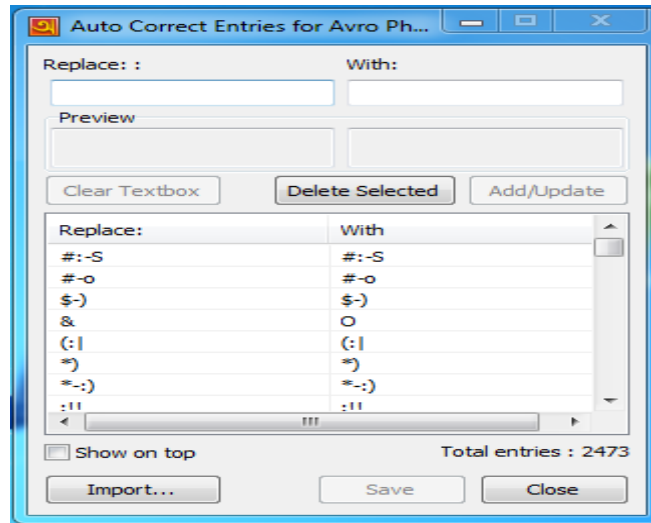 Auto Correct Entries for Avro Ph...
Replace: : With:
Preview
Clear Textbox Delete Selected Add/Update
Replace: With
#:-S #:-S
#-o #-o
$-) $-)
& O
(:| (:|
*) *)
*-:) *-:)
Show on top Total entries : 2473
Import... Save Close